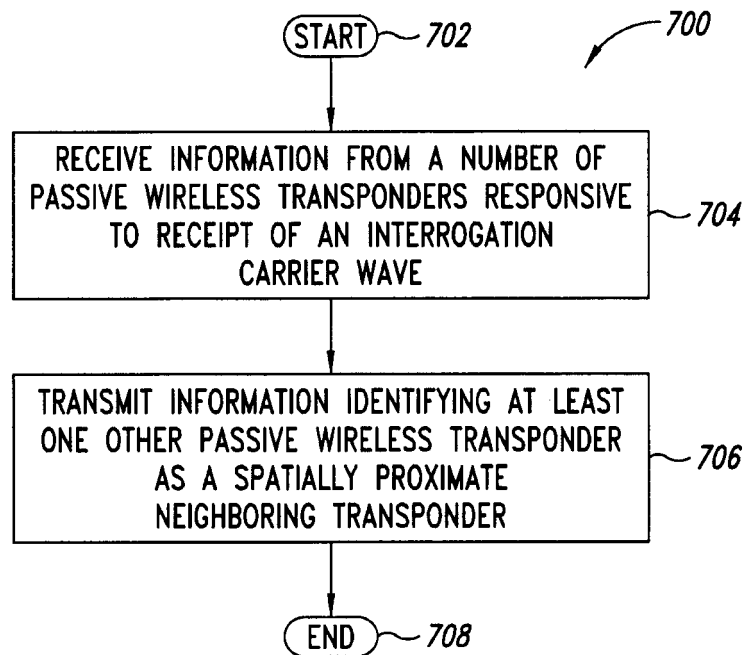 START 702
700
RECEIVE INFORMATION FROM A NUMBER OF
PASSIVE WIRELESS TRANSPONDERS RESPONSIVE
TO RECEIPT OF AN INTERROGATION
CARRIER WAVE
704
TRANSMIT INFORMATION IDENTIFYING AT LEAST
ONE OTHER PASSIVE WIRELESS TRANSPONDER
AS A SPATIALLY PROXIMATE
NEIGHBORING TRANSPONDER
706
END 708